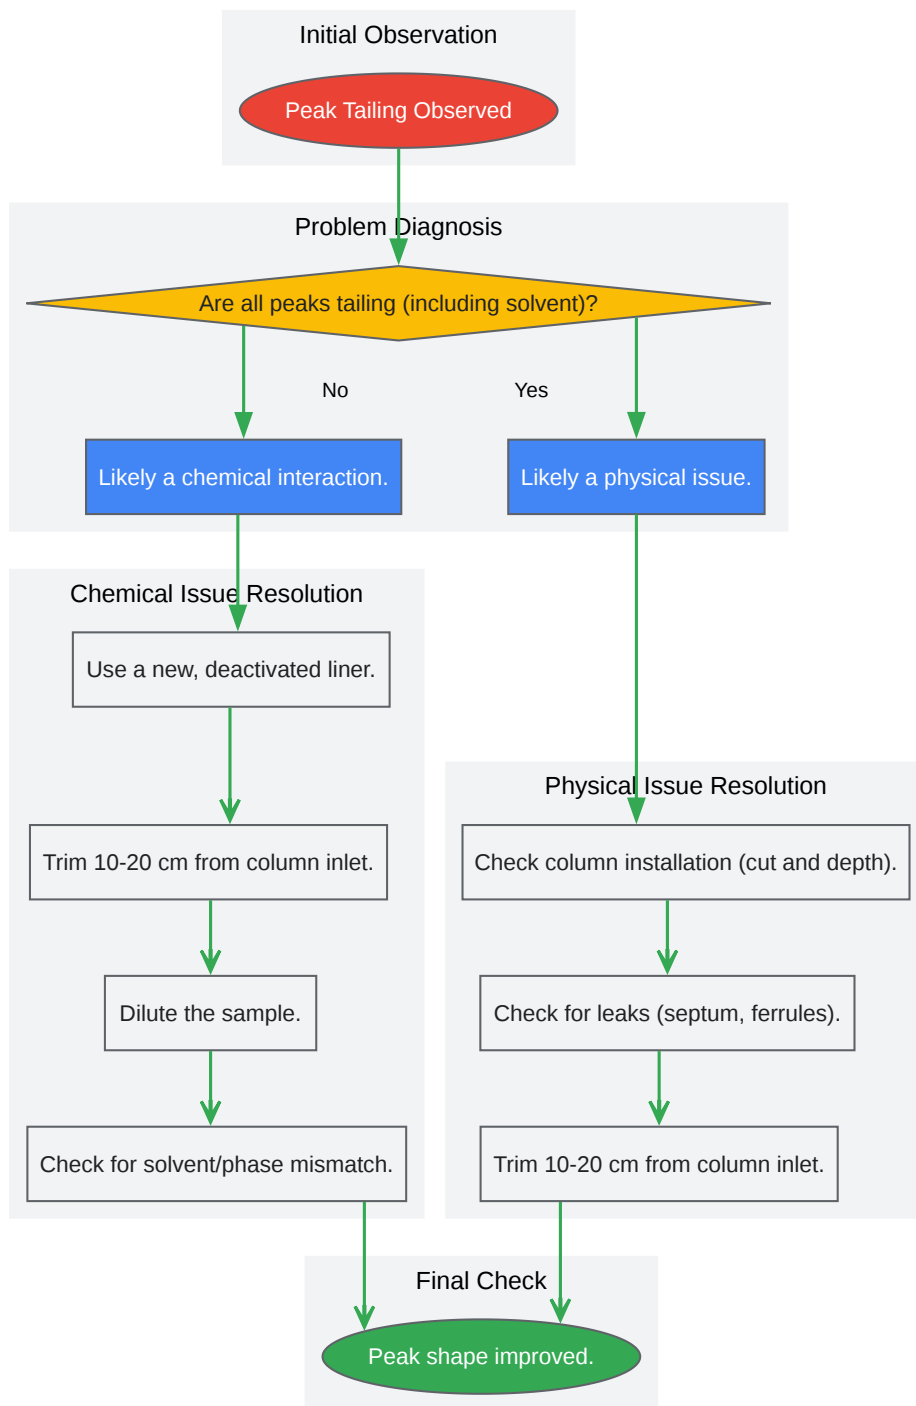 Initial Observation
Peak Tailing Observed
Problem Diagnosis
Are all peaks tailing (including solvent)?
No
Yes
Likely a chemical interaction.
Likely a physical issue.
Chemical Issue Resolution
Use a new, deactivated liner.
Trim 10-20 cm from column inlet.
Dilute the sample.
Check for solvent/phase mismatch.
Physical Issue Resolution
Check column installation (cut and depth).
Check for leaks (septum, ferrules).
Trim 10-20 cm from column inlet.
Final Check
Peak shape improved.